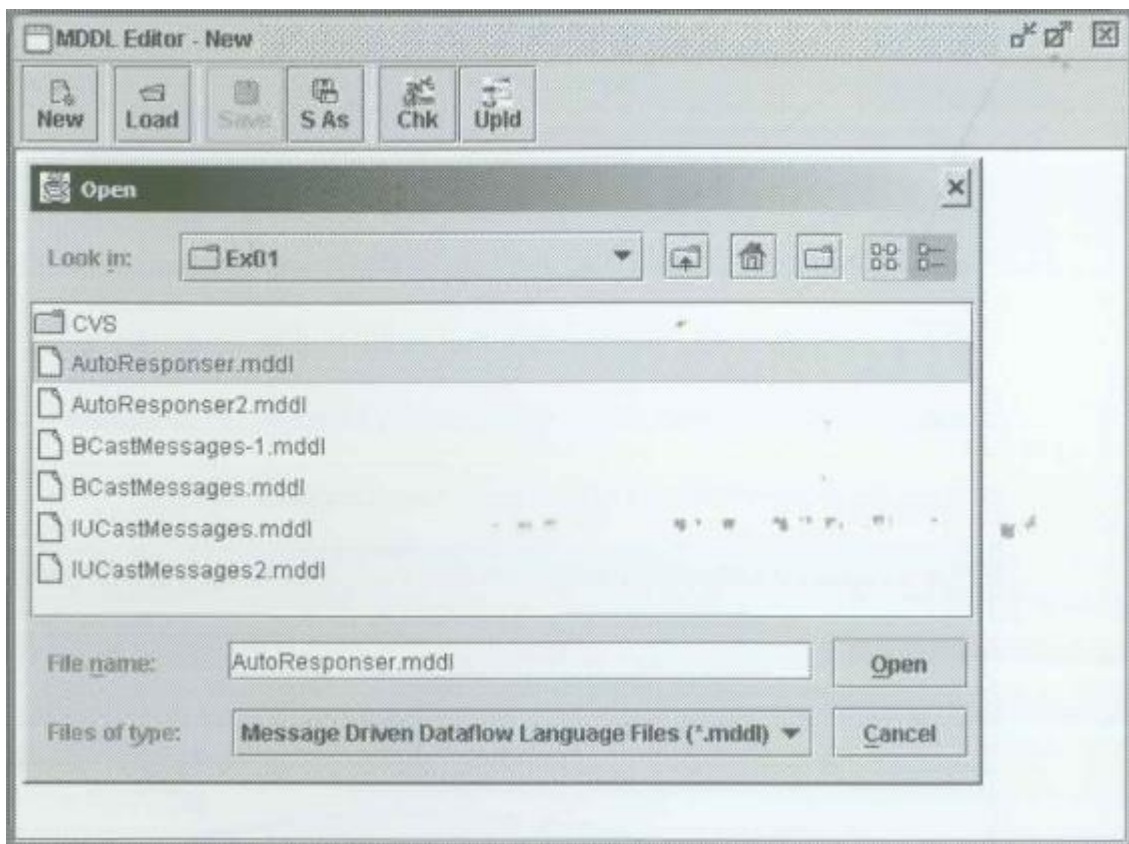 MDDL Editor - New
New Load Save S As Chk Upld
Open
Look in: Ex01
CVS
AutoResponser.mddl
AutoResponser2.mddl
BCastMessages-1.mddl
BCastMessages.mddl
IUCastMessages.mddl
IUCastMessages2.mddl
File name: AutoResponser.mddl Open
Files of type: Message Driven Dataflow Language Files (*.mddl) Cancel